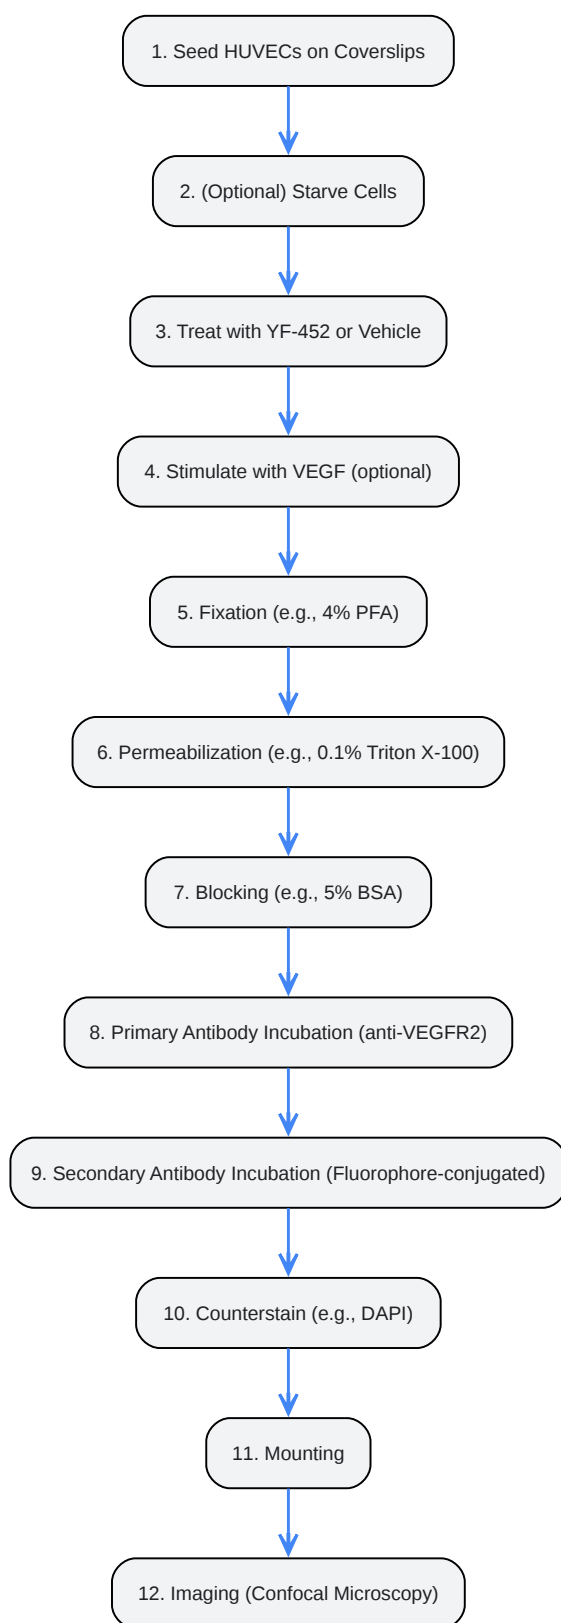 1. Seed HUVECs on Coverslips
2. (Optional) Starve Cells
3. Treat with YF-452 or Vehicle
4. Stimulate with VEGF (optional)
5. Fixation (e.g., 4% PFA)
6. Permeabilization (e.g., 0.1% Triton X-100)
7. Blocking (e.g., 5% BSA)
8. Primary Antibody Incubation (anti-VEGFR2)
9. Secondary Antibody Incubation (Fluorophore-conjugated)
10. Counterstain (e.g., DAPI)
11. Mounting
12. Imaging (Confocal Microscopy)